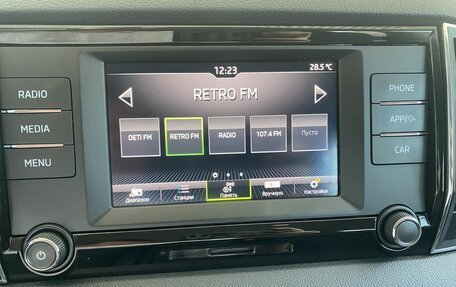 12:23
28.5 °C
RADIO
MEDIA
MENU
RETRO FM
DETI FM
RETRO FM
RADIO
107.4 FM
Пусто
Диапазон
Станции
Память
Вручную
Настройки
PHONE
APP/
CAR